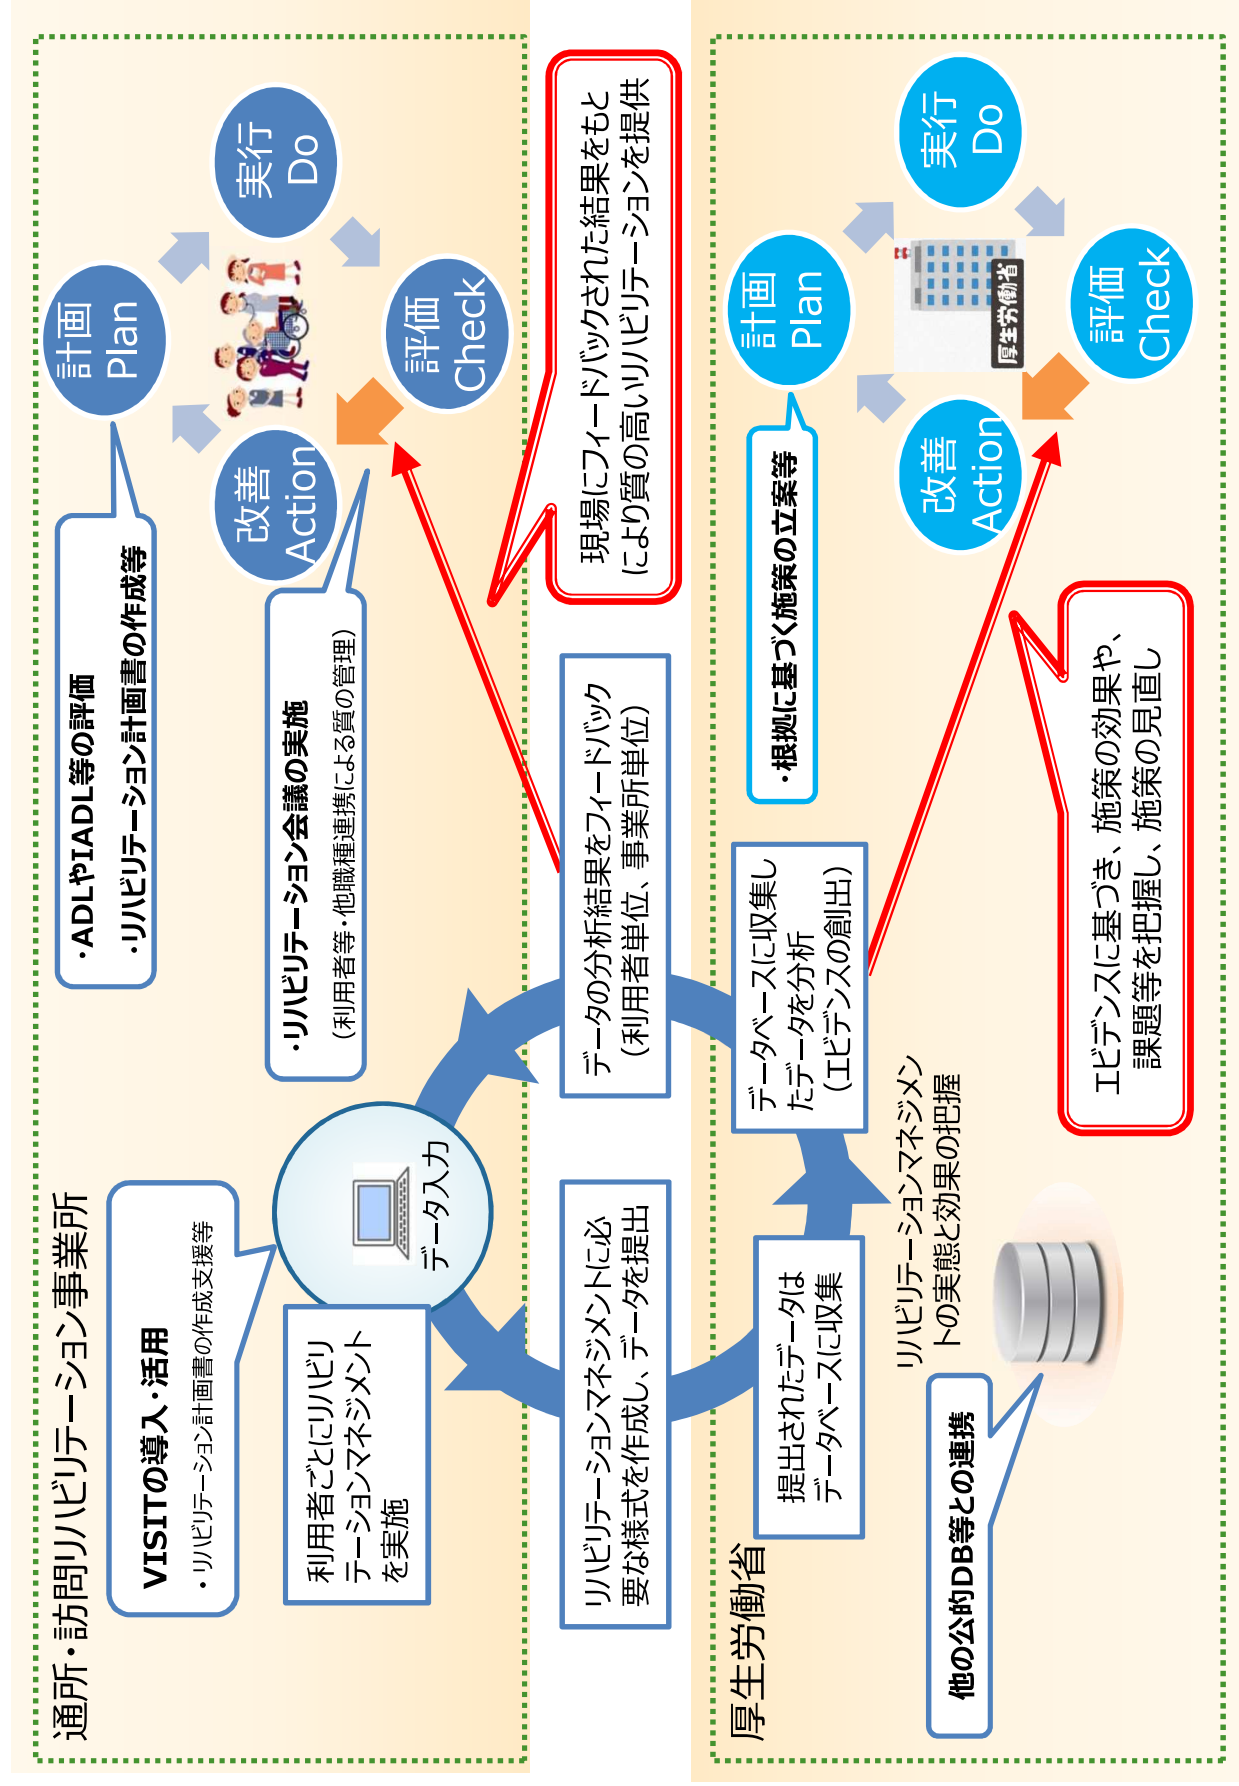 通所・訪問リハビリテーション事業所
VISITの導入・活用
・リハビリテーション計画書の作成支援等
・ADLやIADL等の評価
・リハビリテーション計画書の作成等
計画
Plan
実行
Do
評価
Check
改善
Action
・リハビリテーション会議の実施
（利用者等・他職種連携による質の管理）
データ入力
利用者ごとにリハビリ
テーションマネジメント
を実施
リハビリテーションマネジメントに必
要な様式を作成し、データを提出
データの分析結果をフィードバック
（利用者単位、事業所単位）
現場にフィードバックされた結果をもと
により質の高いリハビリテーションを提供
厚生労働省
提出されたデータは
データベースに収集
データベースに収集し
たデータを分析
（エビデンスの創出）
・根拠に基づく施策の立案等
計画
Plan
実行
Do
評価
Check
改善
Action
厚生労働省
リハビリテーションマネジメン
トの実態と効果の把握
他の公的DB等との連携
エビデンスに基づき、施策の効果や、
課題等を把握し、施策の見直し